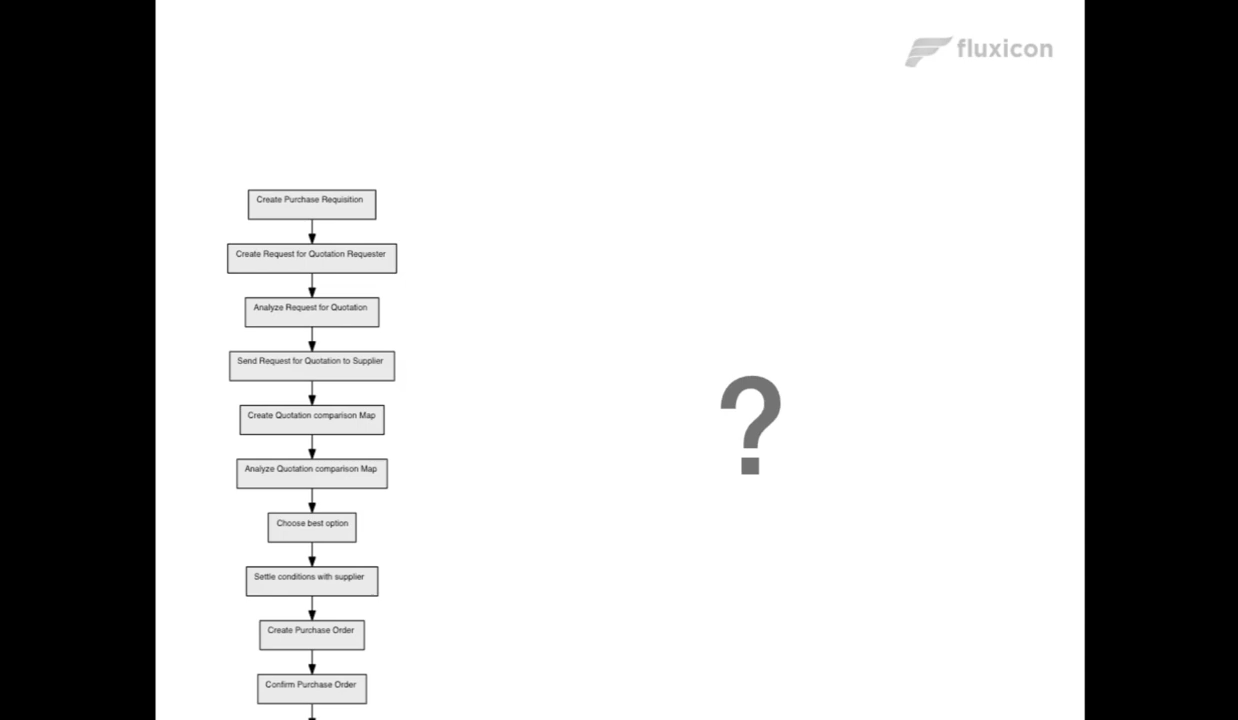 fluxicon
Create Purchase Requisition
Create Request for Quotation Requester
Analyze Request for Quotation
Send Request for Quotation to Supplier
Create Quotation comparison Map
Analyze Quotation comparison Map
Choose best option
Settle conditions with supplier
Create Purchase Order
Confirm Purchase Order
?